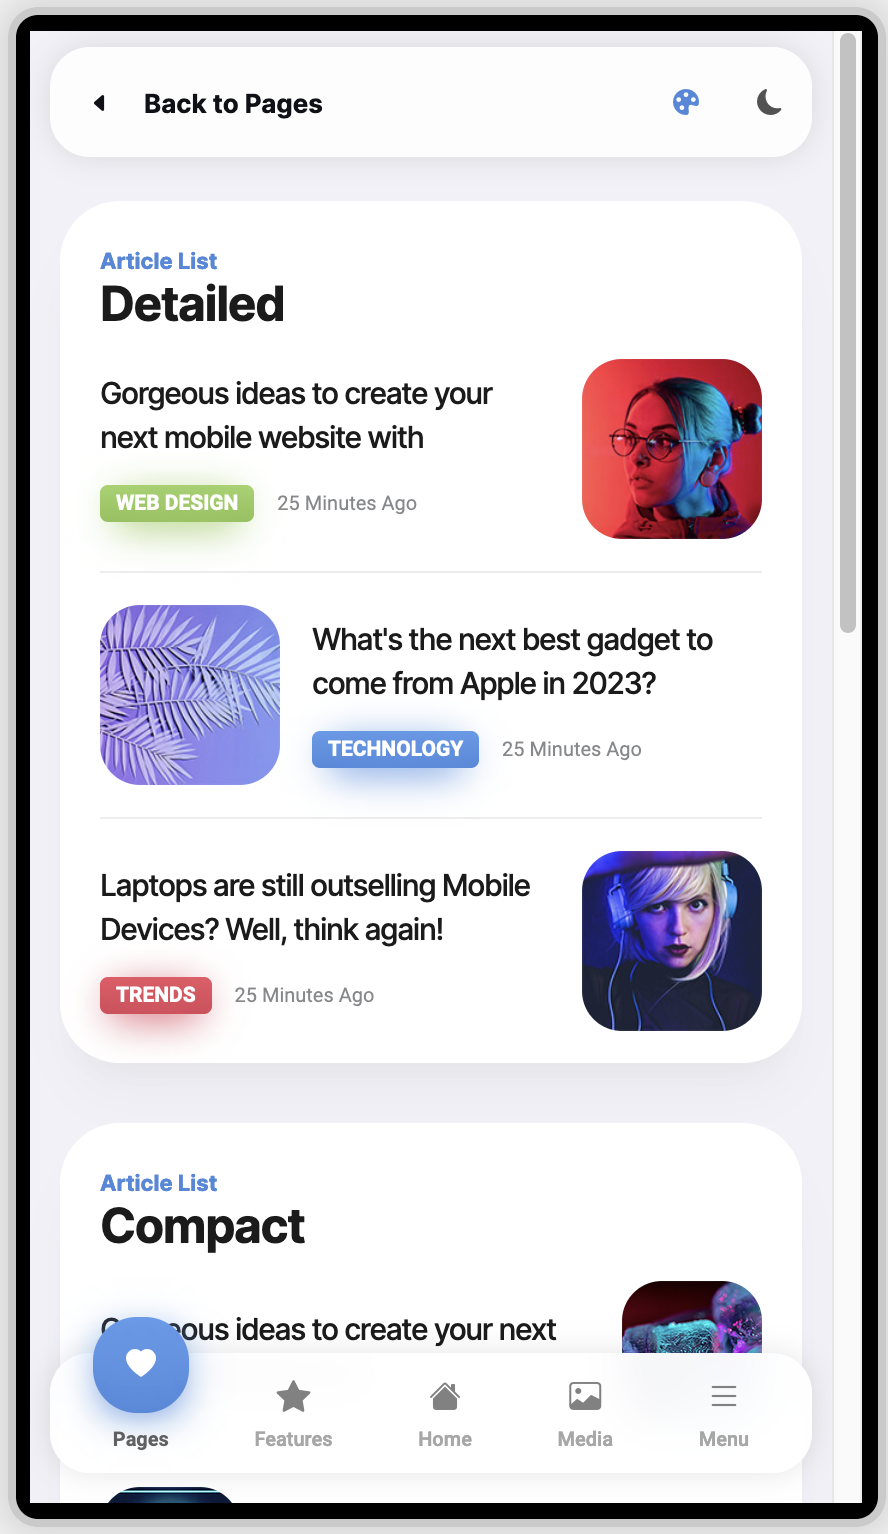 Back to Pages
Article List
Detailed
Gorgeous ideas to create your
next mobile website with
WEB DESIGN 25 Minutes Ago
What's the next best gadget to
come from Apple in 2023?
TECHNOLOGY 25 Minutes Ago
Laptops are still outselling Mobile
Devices? Well, think again!
TRENDS 25 Minutes Ago
Article List
Compact
ideas to create your next
Pages Features Home Media Menu